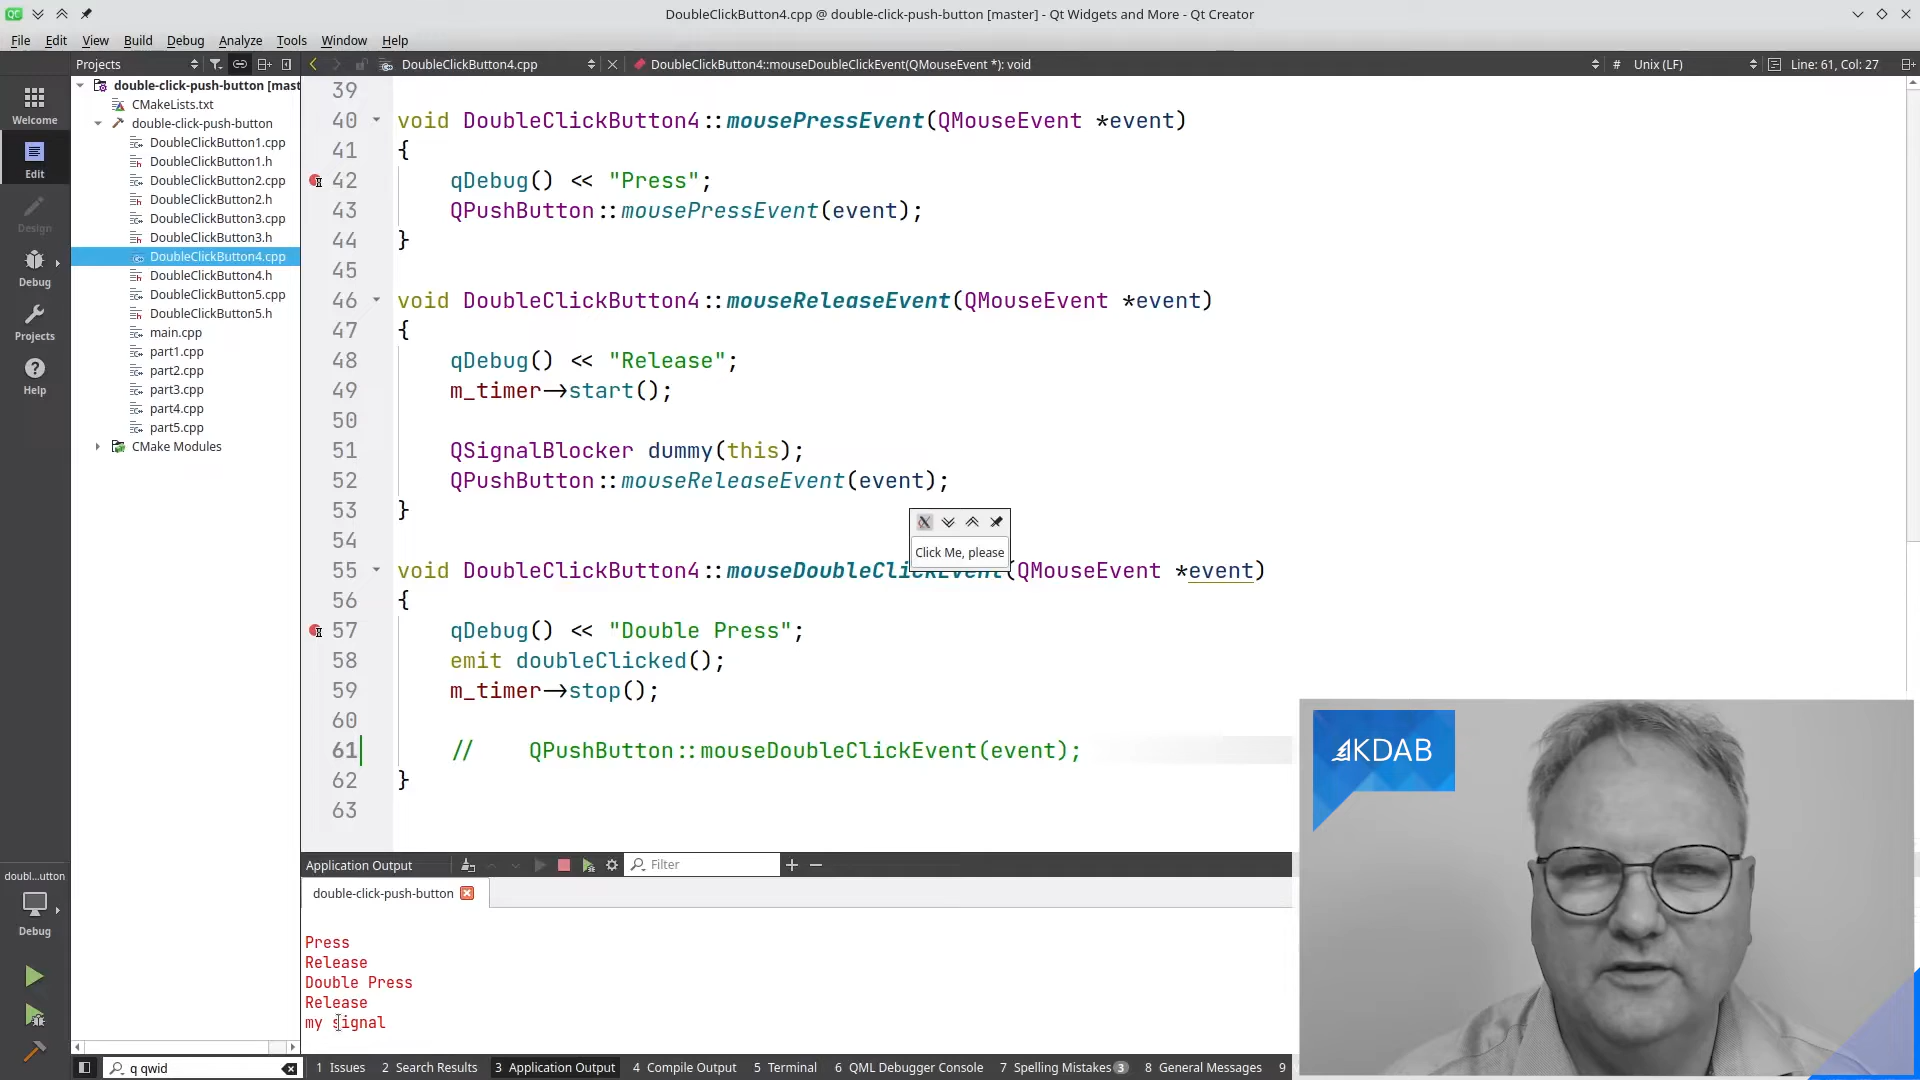 DoubleClickButton4.cpp @ double-click-push-button [master] - Qt Widgets and More - Qt Creator
File Edit View Build Debug Analyze Tools Window Help
Projects
DoubleClickButton4.cpp
DoubleClickButton4::mouseDoubleClickEvent(QMouseEvent *): void
# Unix (LF)
Line: 61, Col: 27
Welcome
Edit
Design
Debug
Projects
Help
doubl...utton
Debug
double-click-push-button [mast
CMakeLists.txt
double-click-push-button
DoubleClickButton1.cpp
DoubleClickButton1.h
DoubleClickButton2.cpp
DoubleClickButton2.h
DoubleClickButton3.cpp
DoubleClickButton3.h
DoubleClickButton4.cpp
DoubleClickButton4.h
DoubleClickButton5.cpp
DoubleClickButton5.h
main.cpp
part1.cpp
part2.cpp
part3.cpp
part4.cpp
part5.cpp
CMake Modules
39
40 void DoubleClickButton4::mousePressEvent(QMouseEvent *event)
41 {
42 qDebug() << "Press";
43 QPushButton::mousePressEvent(event);
44 }
45
46 void DoubleClickButton4::mouseReleaseEvent(QMouseEvent *event)
47 {
48 qDebug() << "Release";
49 m_timer->start();
50
51 QSignalBlocker dummy(this);
52 QPushButton::mouseReleaseEvent(event);
53 }
54
55 void DoubleClickButton4::mouseDoubleClickEvent(QMouseEvent *event)
56 {
57 qDebug() << "Double Press";
58 emit doubleClicked();
59 m_timer->stop();
60
61 // QPushButton::mouseDoubleClickEvent(event);
62 }
63
Click Me, please
KDAB
Application Output
Filter
double-click-push-button
Press
Release
Double Press
Release
my signal
q qwid
1 Issues 2 Search Results 3 Application Output 4 Compile Output 5 Terminal 6 QML Debugger Console 7 Spelling Mistakes 3 8 General Messages 9